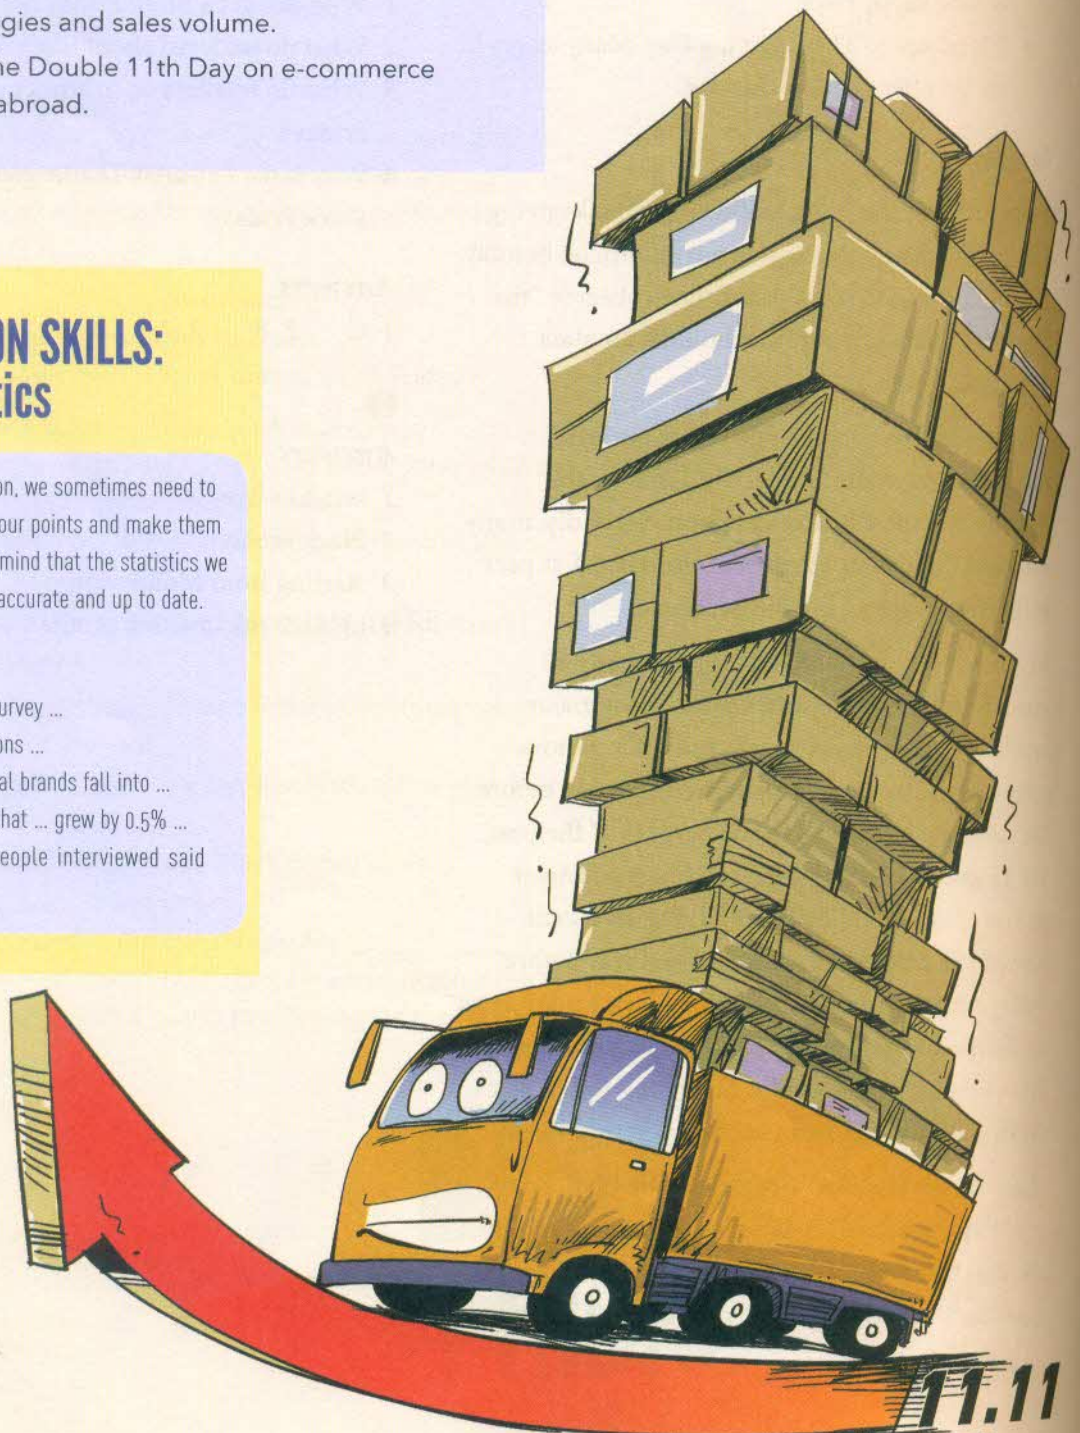 gies and sales volume.
ne Double 11th Day on e-commerce
abroad.
ON SKILLS:
tics
on, we sometimes need to
our points and make them
mind that the statistics we
accurate and up to date.
urvey ...
ons ...
al brands fall into ...
hat ... grew by 0.5% ...
eople interviewed said
11.11